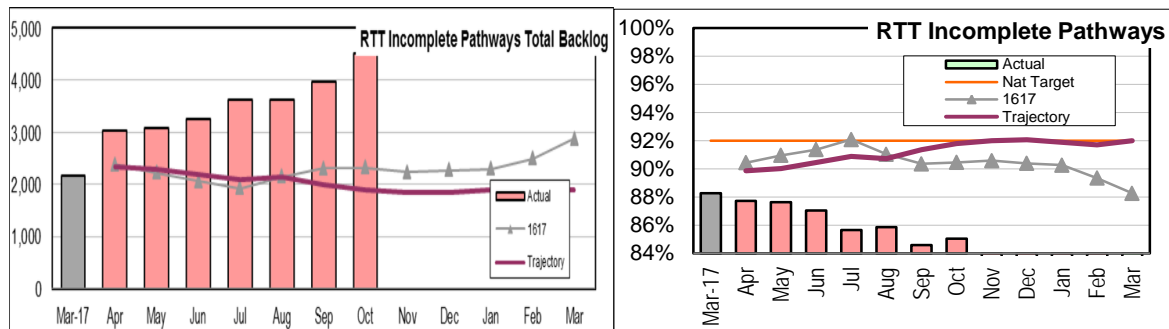 RTT Incomplete Pathways Total Backlog
5,000
4,000
3,000
2,000
1,000
0
Actual
1617
Trajectory
Mar-17 Apr May Jun Jul Aug Sep Oct Nov Dec Jan Feb Mar
RTT Incomplete Pathways
100%
98%
96%
94%
92%
90%
88%
86%
84%
Actual
Nat Target
1617
Trajectory
Mar-17 Apr May Jun Jul Aug Sep Oct Nov Dec Jan Feb Mar